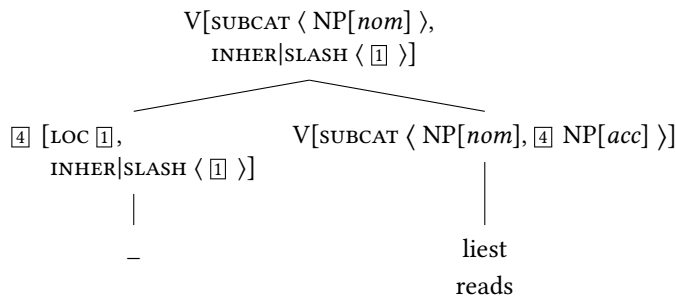 V[SUBCAT ⟨ NP[nom] ⟩,
INHER|SLASH ⟨ 1 ⟩]
4 [LOC 1, V[SUBCAT ⟨ NP[nom], 4 NP[acc] ⟩]
INHER|SLASH ⟨ 1 ⟩]
_ liest
reads